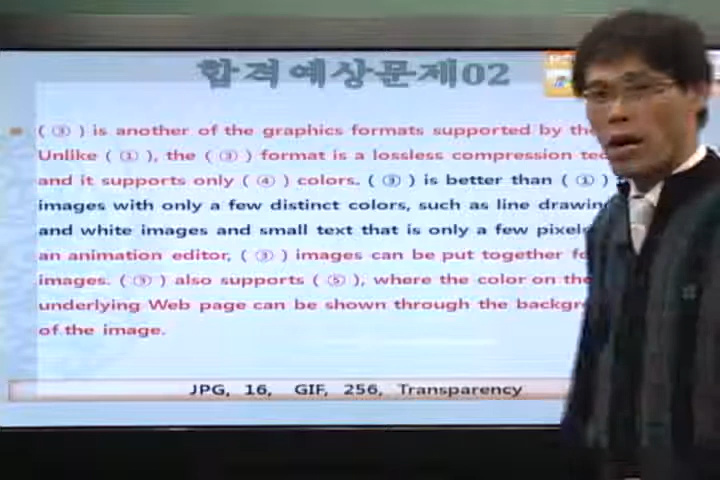 합격예상문제02
( ③ ) is another of the graphics formats supported by the
Unlike ( ① ), the ( ③ ) format is a lossless compression
and it supports only ( ④ ) colors. ( ③ ) is better than ( ① )
images with only a few distinct colors, such as line
and white images and small text that is only a few
an animation editor, ( ③ ) images can be put together
images. ( ③ ) also supports ( ⑤ ), where the color on the
underlying Web page can be shown through the
of the image.
JPG, 16, GIF, 256, Transparency